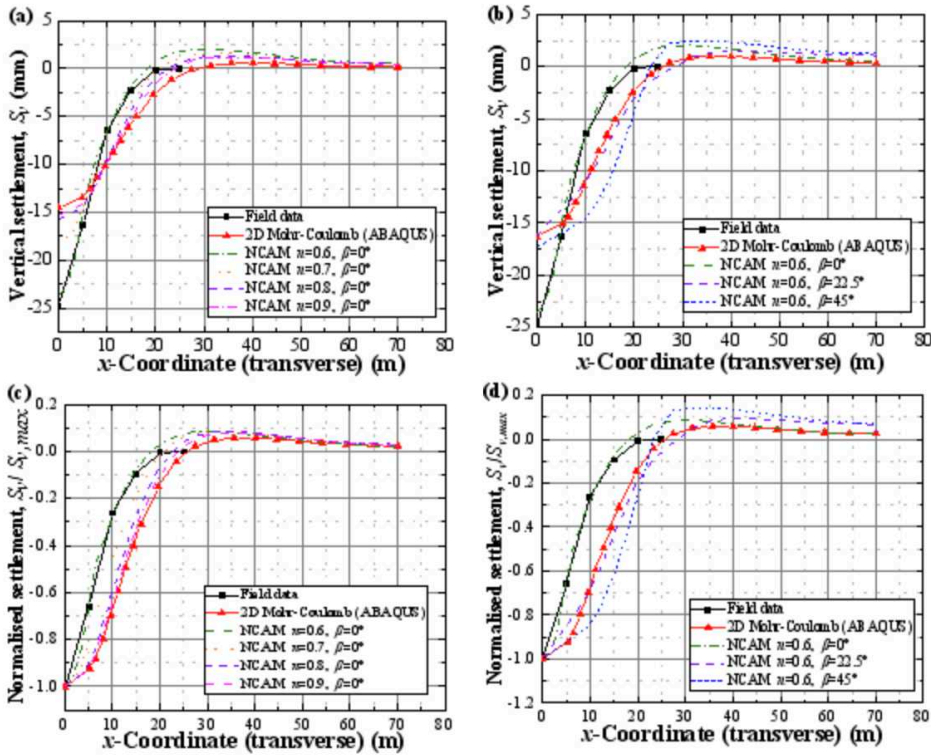 (a)
5
0
-5
-10
-15
-20
-25
Vertical settlement, Sv (mm)
Field data
2D Mohr-Coulomb (ABAQUS)
NCAM n=0.6, β=0°
NCAM n=0.7, β=0°
NCAM n=0.8, β=0°
NCAM n=0.9, β=0°
0 10 20 30 40 50 60 70 80
x-Coordinate (transverse) (m)
(b)
5
0
-5
-10
-15
-20
-25
Vertical settlement, Sv (mm)
Field data
2D Mohr-Coulomb (ABAQUS)
NCAM n=0.6, β=0°
NCAM n=0.6, β=22.5°
NCAM n=0.6, β=45°
0 10 20 30 40 50 60 70 80
x-Coordinate (transverse) (m)
(c)
0.2
0.0
-0.2
-0.4
-0.6
-0.8
-1.0
Normalised settlement, Sv/ Sv,max
Field data
2D Mohr-Coulomb (ABAQUS)
NCAM n=0.6, β=0°
NCAM n=0.7, β=0°
NCAM n=0.8, β=0°
NCAM n=0.9, β=0°
0 10 20 30 40 50 60 70 80
x-Coordinate (transverse) (m)
(d)
0.2
0.0
-0.2
-0.4
-0.6
-0.8
-1.0
-1.2
Normalised settlement, Sv/Sv,max
Field data
2D Mohr-Coulomb (ABAQUS)
NCAM n=0.6, β=0°
NCAM n=0.6, β=22.5°
NCAM n=0.6, β=45°
0 10 20 30 40 50 60 70 80
x-Coordinate (transverse) (m)